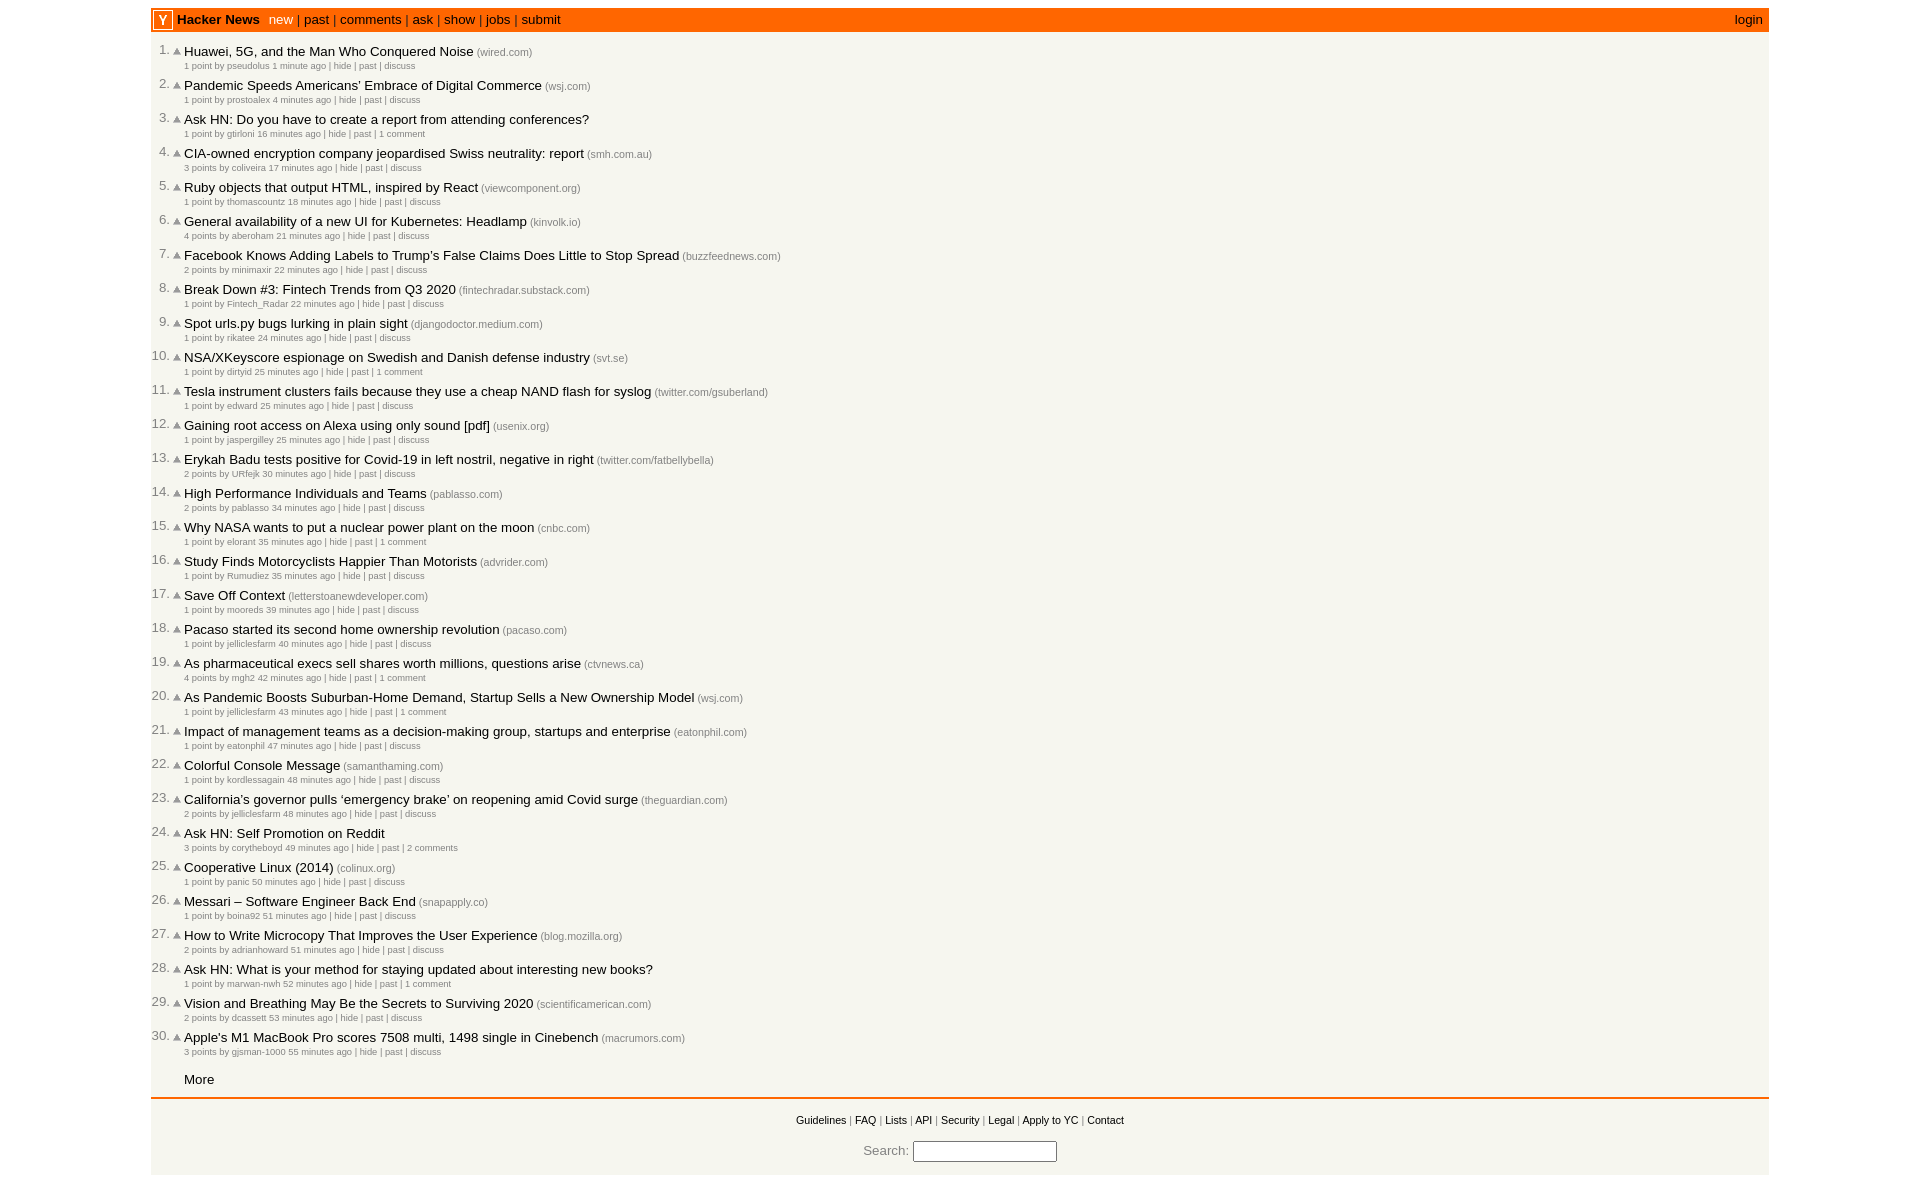 Y Hacker News new | past | comments | ask | show | jobs | submit login
1. Huawei, 5G, and the Man Who Conquered Noise (wired.com)
1 point by pseudolus 1 minute ago | hide | past | discuss
2. Pandemic Speeds Americans' Embrace of Digital Commerce (wsj.com)
1 point by prostoalex 4 minutes ago | hide | past | discuss
3. Ask HN: Do you have to create a report from attending conferences?
1 point by gtirloni 16 minutes ago | hide | past | 1 comment
4. CIA-owned encryption company jeopardised Swiss neutrality: report (smh.com.au)
3 points by coliveira 17 minutes ago | hide | past | discuss
5. Ruby objects that output HTML, inspired by React (viewcomponent.org)
1 point by thomascountz 18 minutes ago | hide | past | discuss
6. General availability of a new UI for Kubernetes: Headlamp (kinvolk.io)
4 points by aberoham 21 minutes ago | hide | past | discuss
7. Facebook Knows Adding Labels to Trump's False Claims Does Little to Stop Spread (buzzfeednews.com)
2 points by minimaxir 22 minutes ago | hide | past | discuss
8. Break Down #3: Fintech Trends from Q3 2020 (fintechradar.substack.com)
1 point by Fintech_Radar 22 minutes ago | hide | past | discuss
9. Spot urls.py bugs lurking in plain sight (djangodoctor.medium.com)
1 point by rikatee 24 minutes ago | hide | past | discuss
10. NSA/XKeyscore espionage on Swedish and Danish defense industry (svt.se)
1 point by dirtyid 25 minutes ago | hide | past | 1 comment
11. Tesla instrument clusters fails because they use a cheap NAND flash for syslog (twitter.com/gsuberland)
1 point by edward 25 minutes ago | hide | past | discuss
12. Gaining root access on Alexa using only sound [pdf] (usenix.org)
1 point by jaspergilley 25 minutes ago | hide | past | discuss
13. Erykah Badu tests positive for Covid-19 in left nostril, negative in right (twitter.com/fatbellybella)
2 points by URfejk 30 minutes ago | hide | past | discuss
14. High Performance Individuals and Teams (pablasso.com)
2 points by pablasso 34 minutes ago | hide | past | discuss
15. Why NASA wants to put a nuclear power plant on the moon (cnbc.com)
1 point by elorant 35 minutes ago | hide | past | 1 comment
16. Study Finds Motorcyclists Happier Than Motorists (advrider.com)
1 point by Rumudiez 35 minutes ago | hide | past | discuss
17. Save Off Context (letterstoanewdeveloper.com)
1 point by mooreds 39 minutes ago | hide | past | discuss
18. Pacaso started its second home ownership revolution (pacaso.com)
1 point by jelliclesfarm 40 minutes ago | hide | past | discuss
19. As pharmaceutical execs sell shares worth millions, questions arise (ctvnews.ca)
4 points by mgh2 42 minutes ago | hide | past | 1 comment
20. As Pandemic Boosts Suburban-Home Demand, Startup Sells a New Ownership Model (wsj.com)
1 point by jelliclesfarm 43 minutes ago | hide | past | 1 comment
21. Impact of management teams as a decision-making group, startups and enterprise (eatonphil.com)
1 point by eatonphil 47 minutes ago | hide | past | discuss
22. Colorful Console Message (samanthaming.com)
1 point by kordlessagain 48 minutes ago | hide | past | discuss
23. California’s governor pulls ‘emergency brake’ on reopening amid Covid surge (theguardian.com)
2 points by jelliclesfarm 48 minutes ago | hide | past | discuss
24. Ask HN: Self Promotion on Reddit
3 points by corytheboyd 49 minutes ago | hide | past | 2 comments
25. Cooperative Linux (2014) (colinux.org)
1 point by panic 50 minutes ago | hide | past | discuss
26. Messari – Software Engineer Back End (snapapply.co)
1 point by boina92 51 minutes ago | hide | past | discuss
27. How to Write Microcopy That Improves the User Experience (blog.mozilla.org)
2 points by adrianhoward 51 minutes ago | hide | past | discuss
28. Ask HN: What is your method for staying updated about interesting new books?
1 point by marwan-nwh 52 minutes ago | hide | past | 1 comment
29. Vision and Breathing May Be the Secrets to Surviving 2020 (scientificamerican.com)
2 points by dcassett 53 minutes ago | hide | past | discuss
30. Apple's M1 MacBook Pro scores 7508 multi, 1498 single in Cinebench (macrumors.com)
3 points by gjsman-1000 55 minutes ago | hide | past | discuss
More
Guidelines | FAQ | Lists | API | Security | Legal | Apply to YC | Contact
Search: